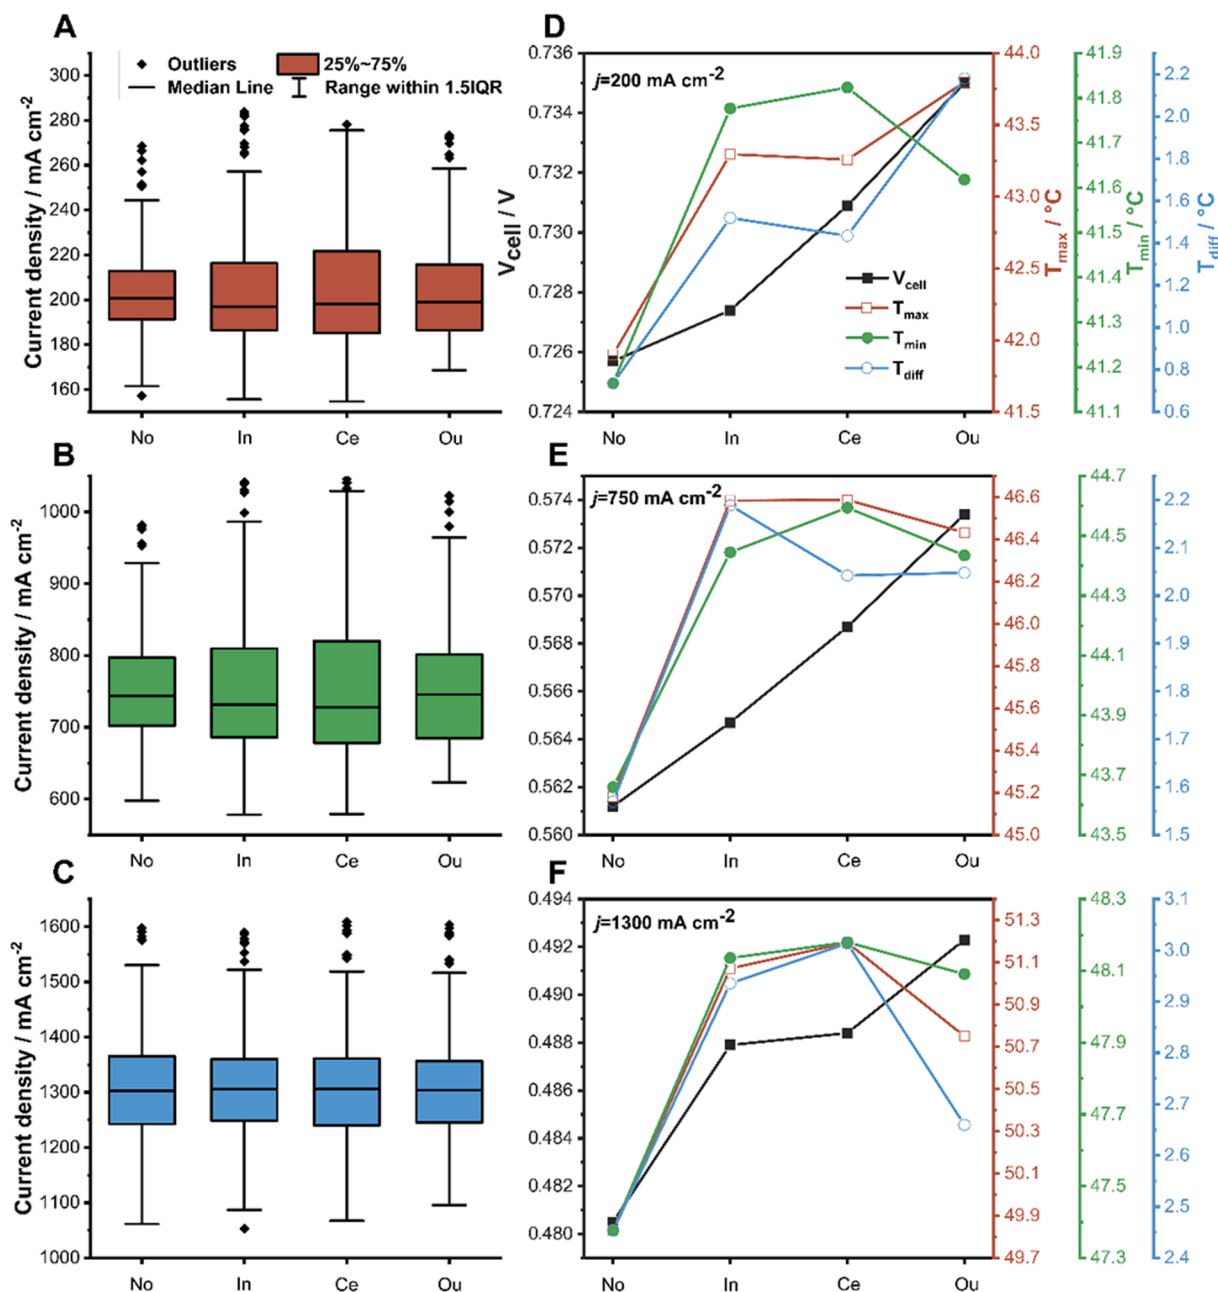 A
Outliers
25%~75%
Median Line
Range within 1.5IQR
Current density / mA cm-2
300
280
260
240
220
200
180
160
No
In
Ce
Ou
D
j=200 mA cm-2
Vcell / V
0.736
0.734
0.732
0.730
0.728
0.726
0.724
No
In
Ce
Ou
Vcell
Tmax
Tmin
Tdiff
44.0
43.5
43.0
42.5
42.0
41.5
Tmax / °C
41.9
41.8
41.7
41.6
41.5
41.4
41.3
41.2
41.1
Tmin / °C
2.2
2.0
1.8
1.6
1.4
1.2
1.0
0.8
0.6
Tdiff / °C
B
Current density / mA cm-2
1000
900
800
700
600
No
In
Ce
Ou
E
j=750 mA cm-2
0.574
0.572
0.570
0.568
0.566
0.564
0.562
0.560
No
In
Ce
Ou
46.6
46.4
46.2
46.0
45.8
45.6
45.4
45.2
45.0
44.7
44.5
44.3
44.1
43.9
43.7
43.5
2.2
2.1
2.0
1.9
1.8
1.7
1.6
1.5
C
Current density / mA cm-2
1600
1500
1400
1300
1200
1100
1000
No
In
Ce
Ou
F
j=1300 mA cm-2
0.494
0.492
0.490
0.488
0.486
0.484
0.482
0.480
No
In
Ce
Ou
51.3
51.1
50.9
50.7
50.5
50.3
50.1
49.9
49.7
48.3
48.1
47.9
47.7
47.5
47.3
3.1
3.0
2.9
2.8
2.7
2.6
2.5
2.4